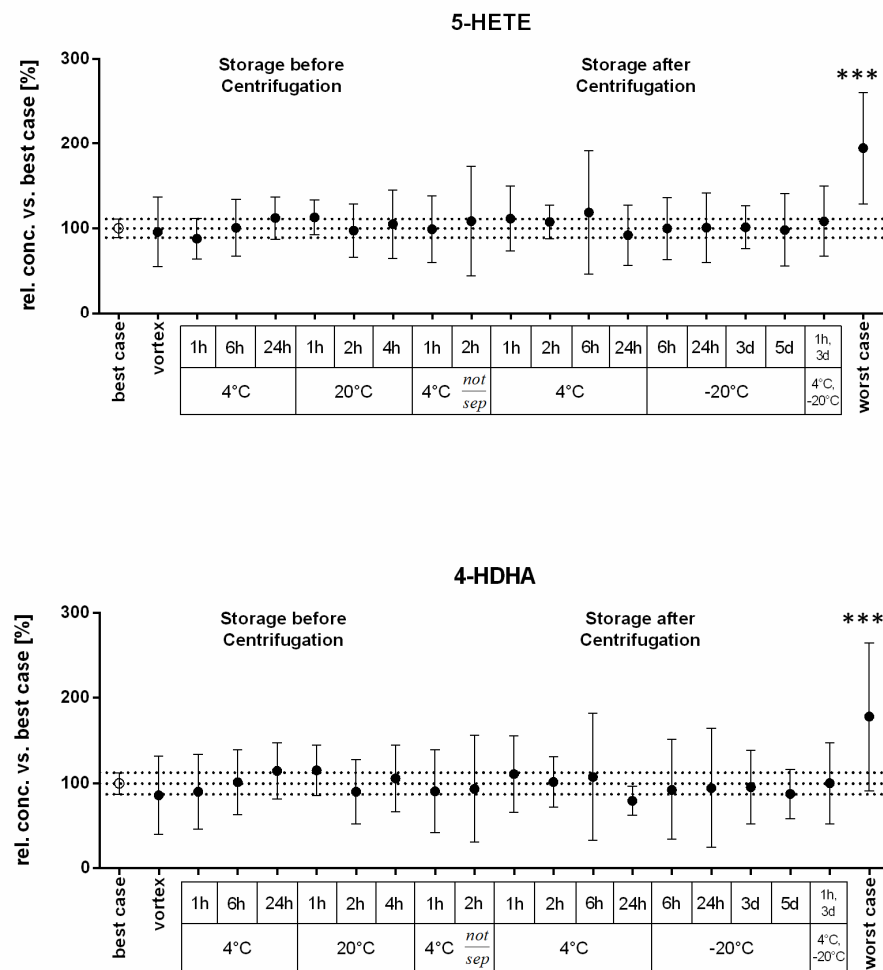 5-HETE
rel. conc. vs. best case [%]
300
200
100
0
Storage before
Centrifugation
Storage after
Centrifugation
***
best case
vortex
1h 6h 24h 1h 2h 4h 1h 2h 1h 2h 6h 24h 6h 24h 3d 5d 1h,
3d
4°C 20°C 4°C not
sep 4°C -20°C 4°C,
-20°C
worst case
4-HDHA
rel. conc. vs. best case [%]
300
200
100
0
Storage before
Centrifugation
Storage after
Centrifugation
***
best case
vortex
1h 6h 24h 1h 2h 4h 1h 2h 1h 2h 6h 24h 6h 24h 3d 5d 1h,
3d
4°C 20°C 4°C not
sep 4°C -20°C 4°C,
-20°C
worst case